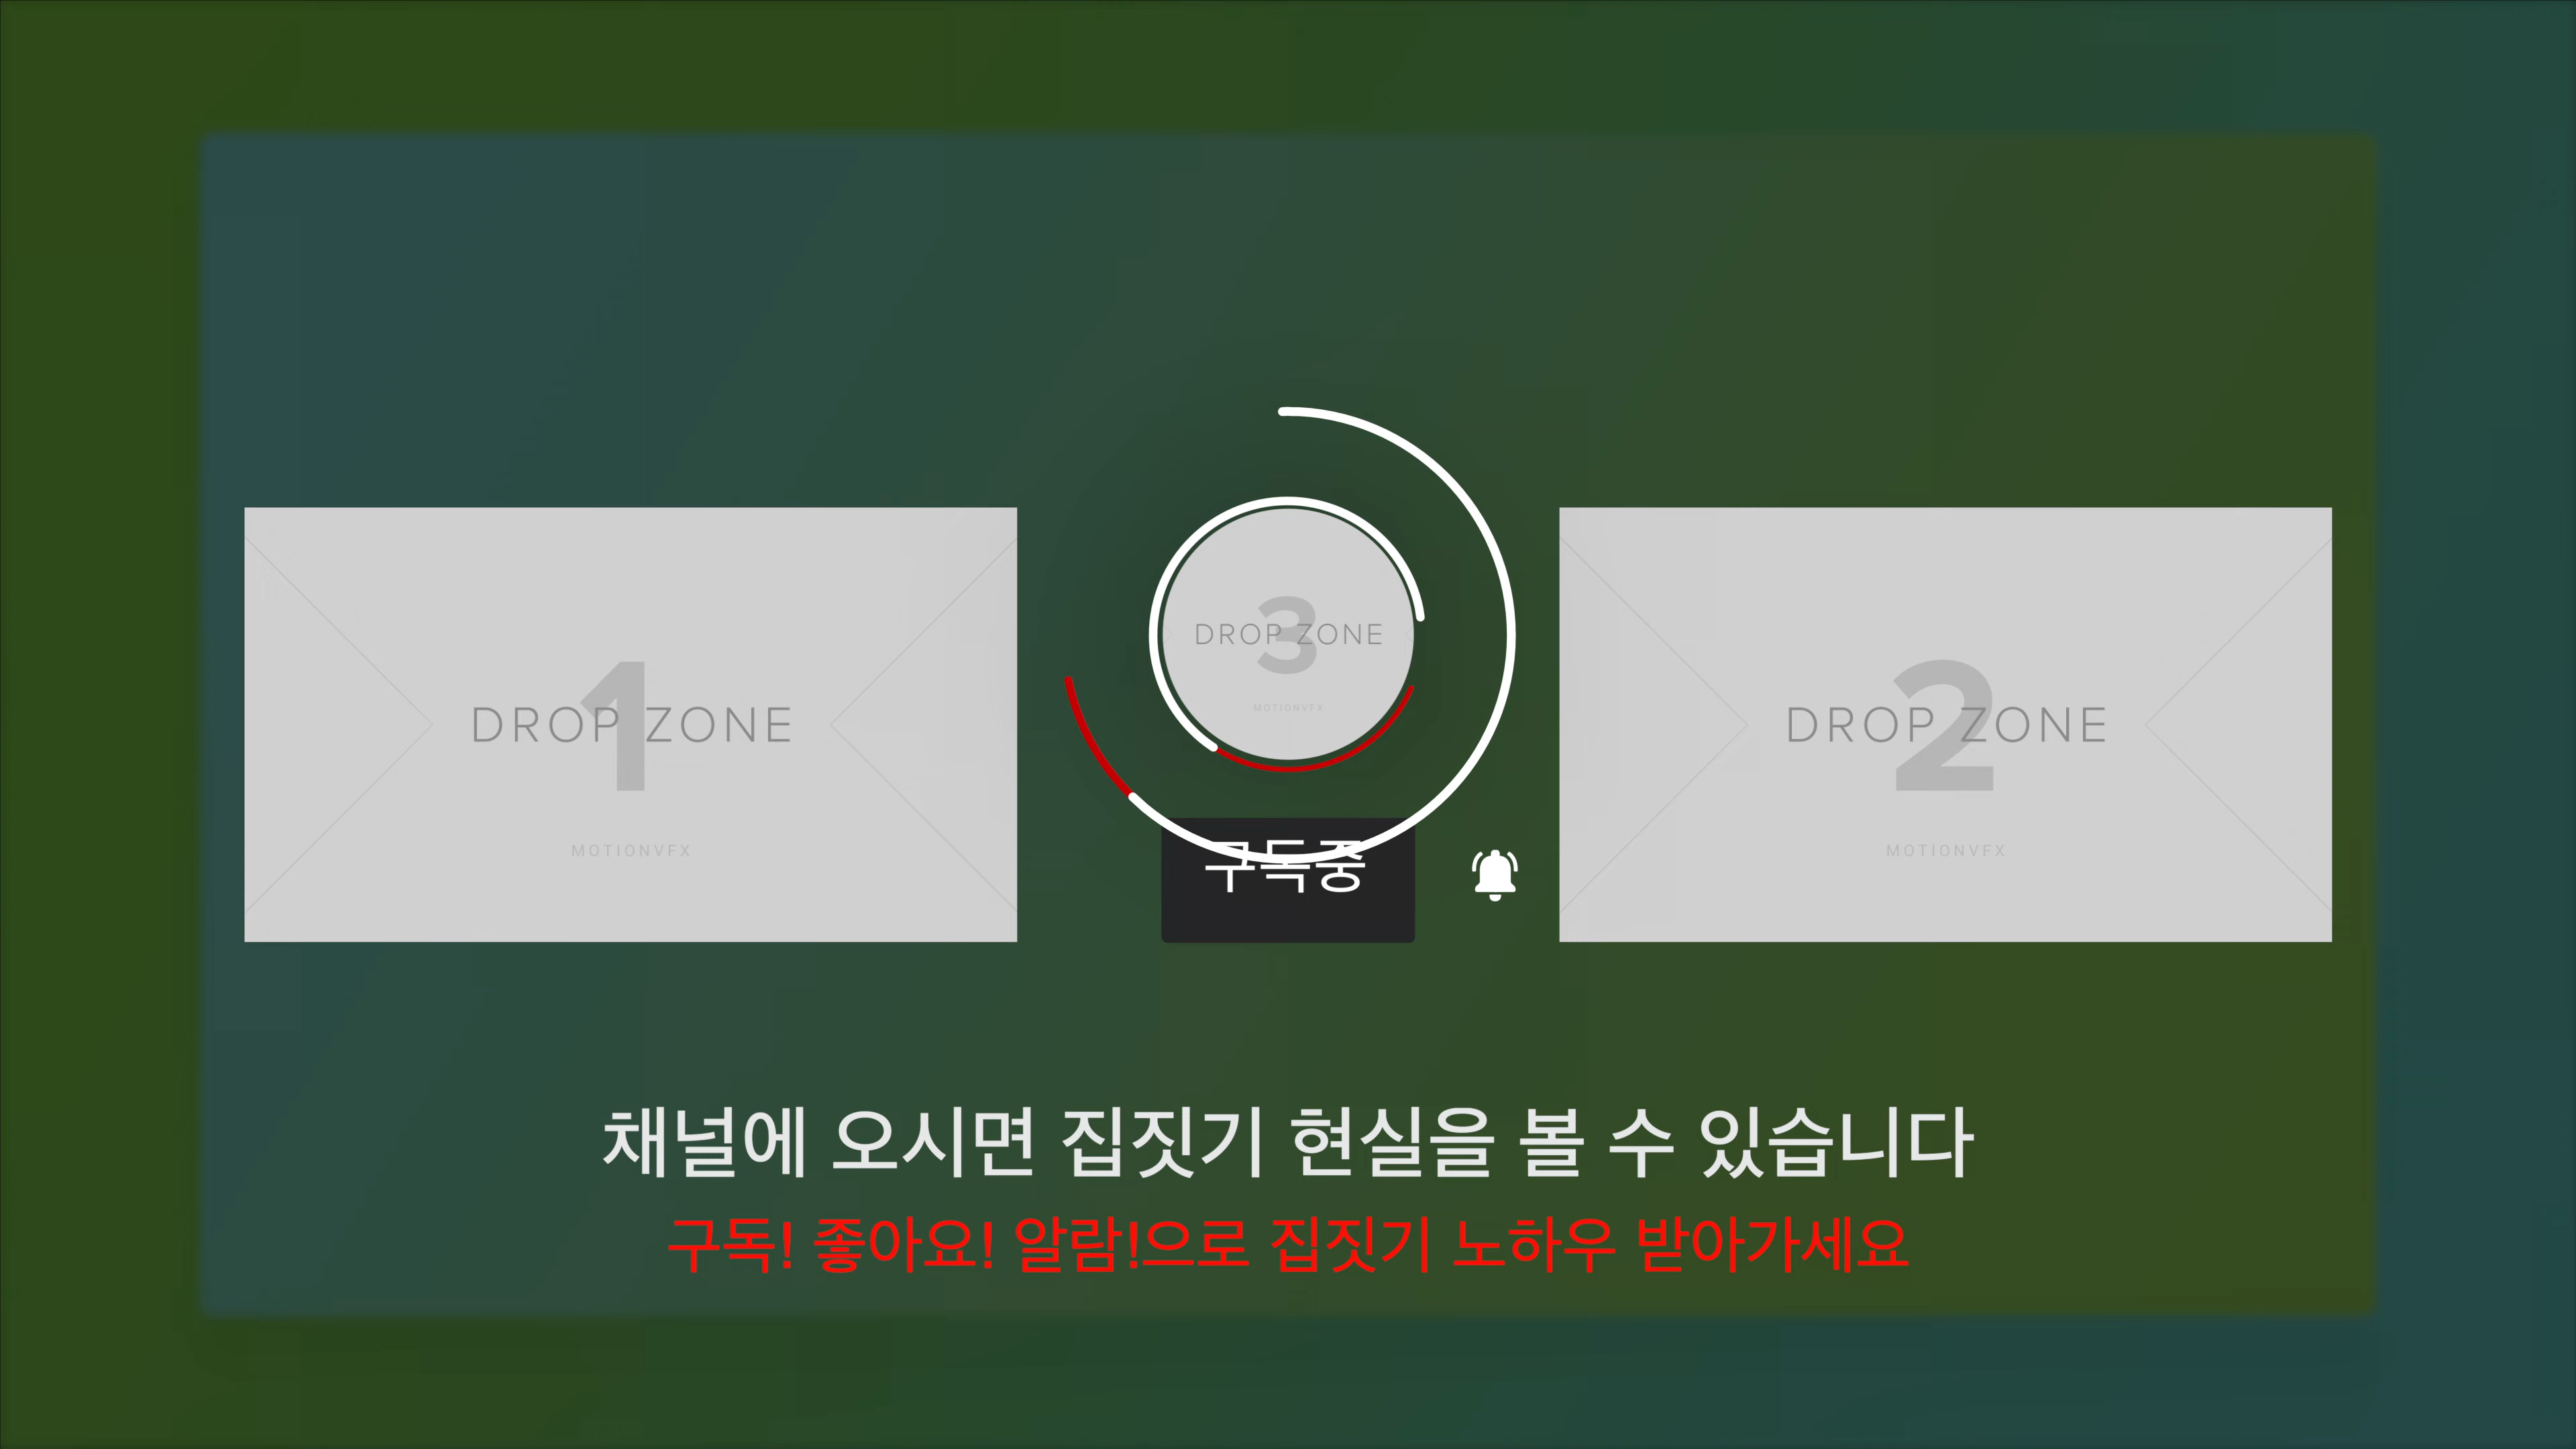 DROP ZONE
1
MOTIONVFX
DROP ZONE
3
MOTIONVFX
DROP ZONE
2
MOTIONVFX
구독중
채널에 오시면 집짓기 현실을 볼 수 있습니다
구독! 좋아요! 알람!으로 집짓기 노하우 받아가세요